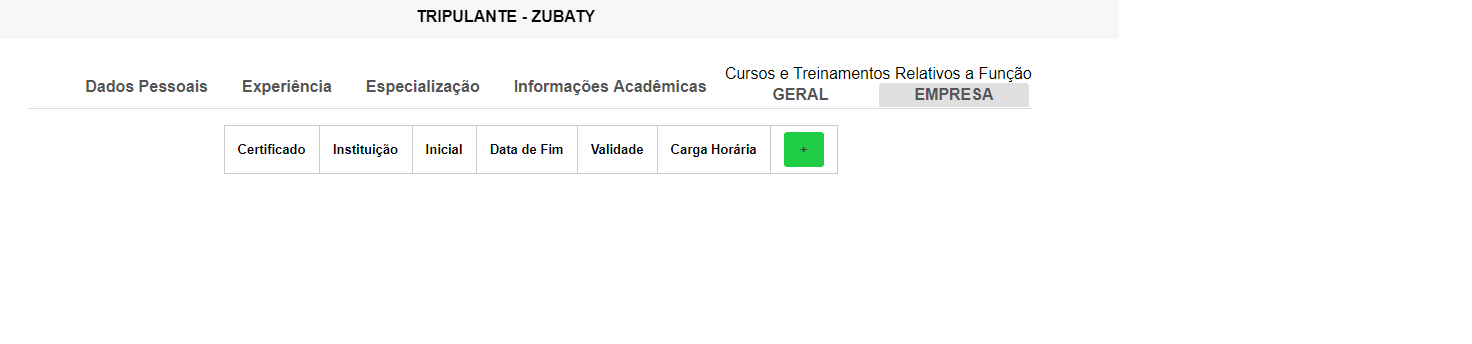 TRIPULANTE - ZUBATY
Cursos e Treinamentos Relativos a Função
Dados Pessoais Experiência Especialização Informações Acadêmicas GERAL EMPRESA
Certificado Instituição Inicial Data de Fim Validade Carga Horária +